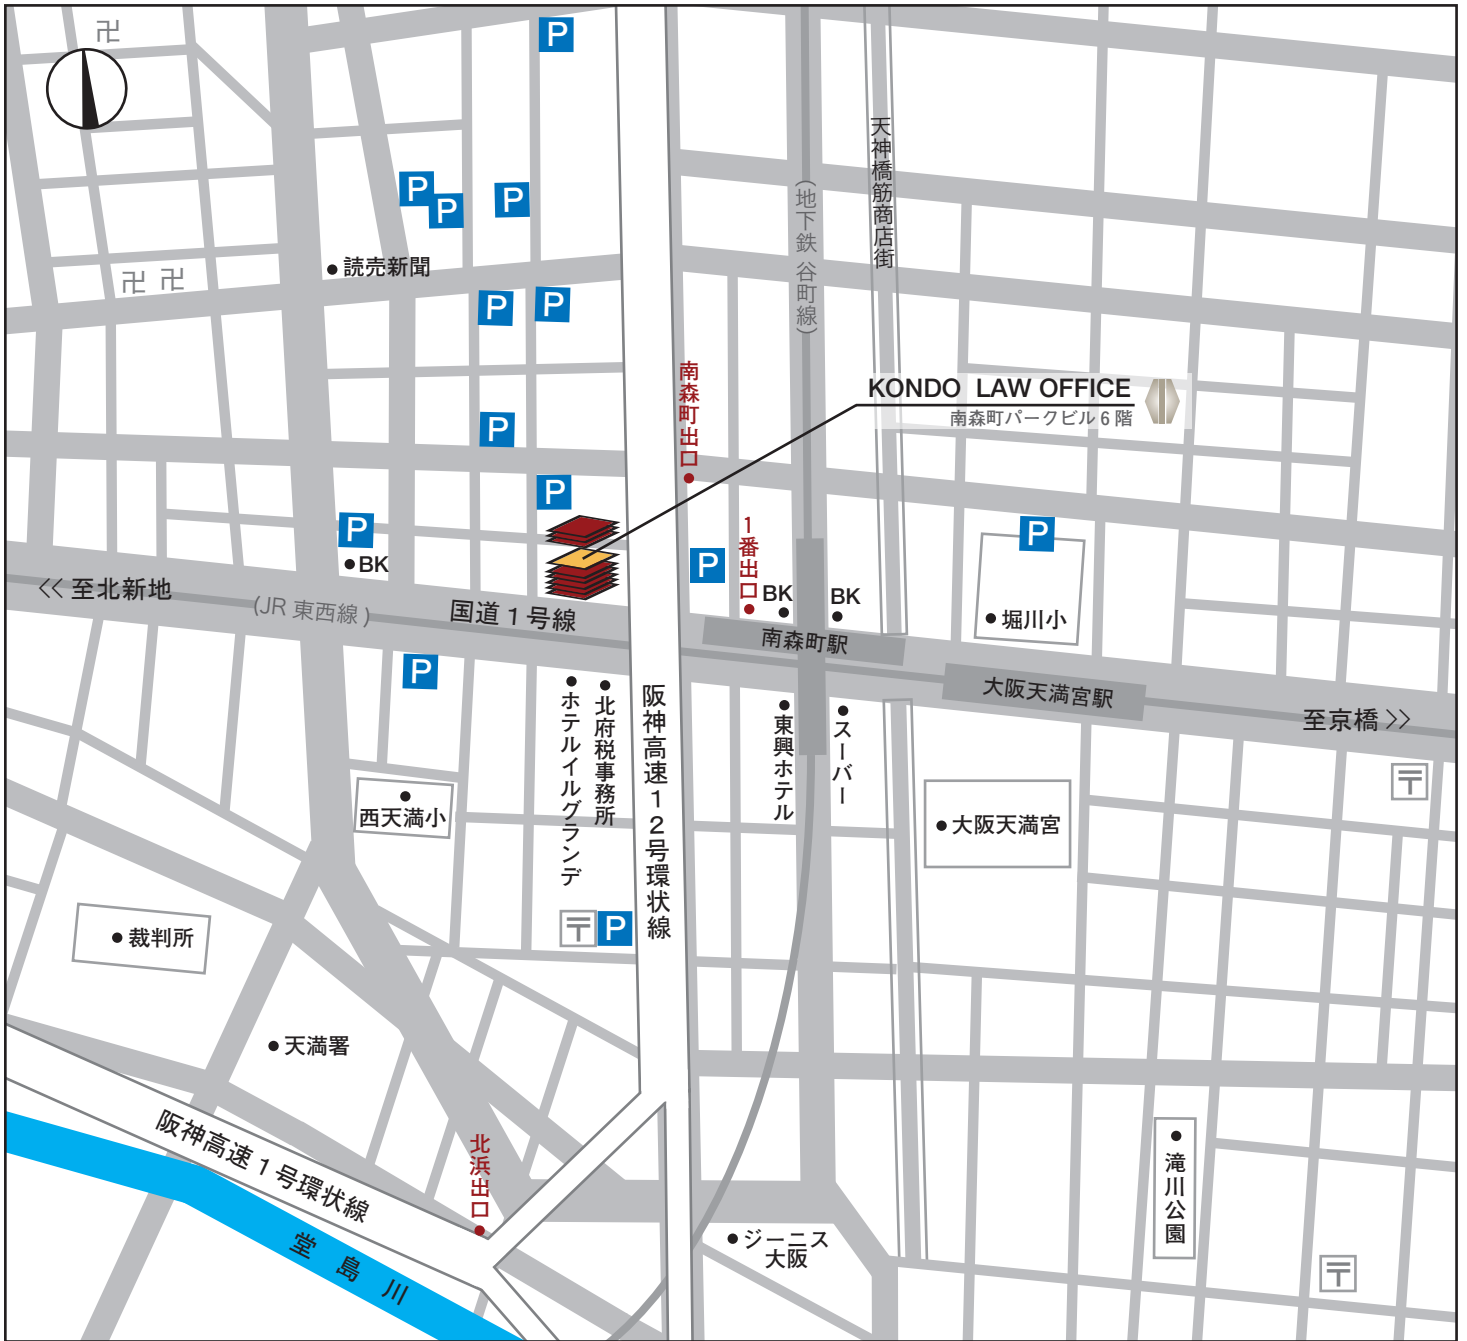 卍
P
天神橋筋商店街
P
P
P
(地下鉄 谷町線)
読売新聞
卍 卍
P
P
南森町出口
KONDO LAW OFFICE
南森町パークビル 6 階
P
P
P
P
P
1番出口
BK
BK
BK
<< 至北新地
(JR 東西線)
国道 1 号線
堀川小
南森町駅
P
大阪天満宮駅
至京橋 >>
ホテルイルグランデ
北府税事務所
阪神高速12号環状線
東興ホテル
スーパー
〒
西天満小
大阪天満宮
〒
P
裁判所
天満署
阪神高速 1 号環状線
北浜出口
滝川公園
堂島川
ジーニス
大阪
〒